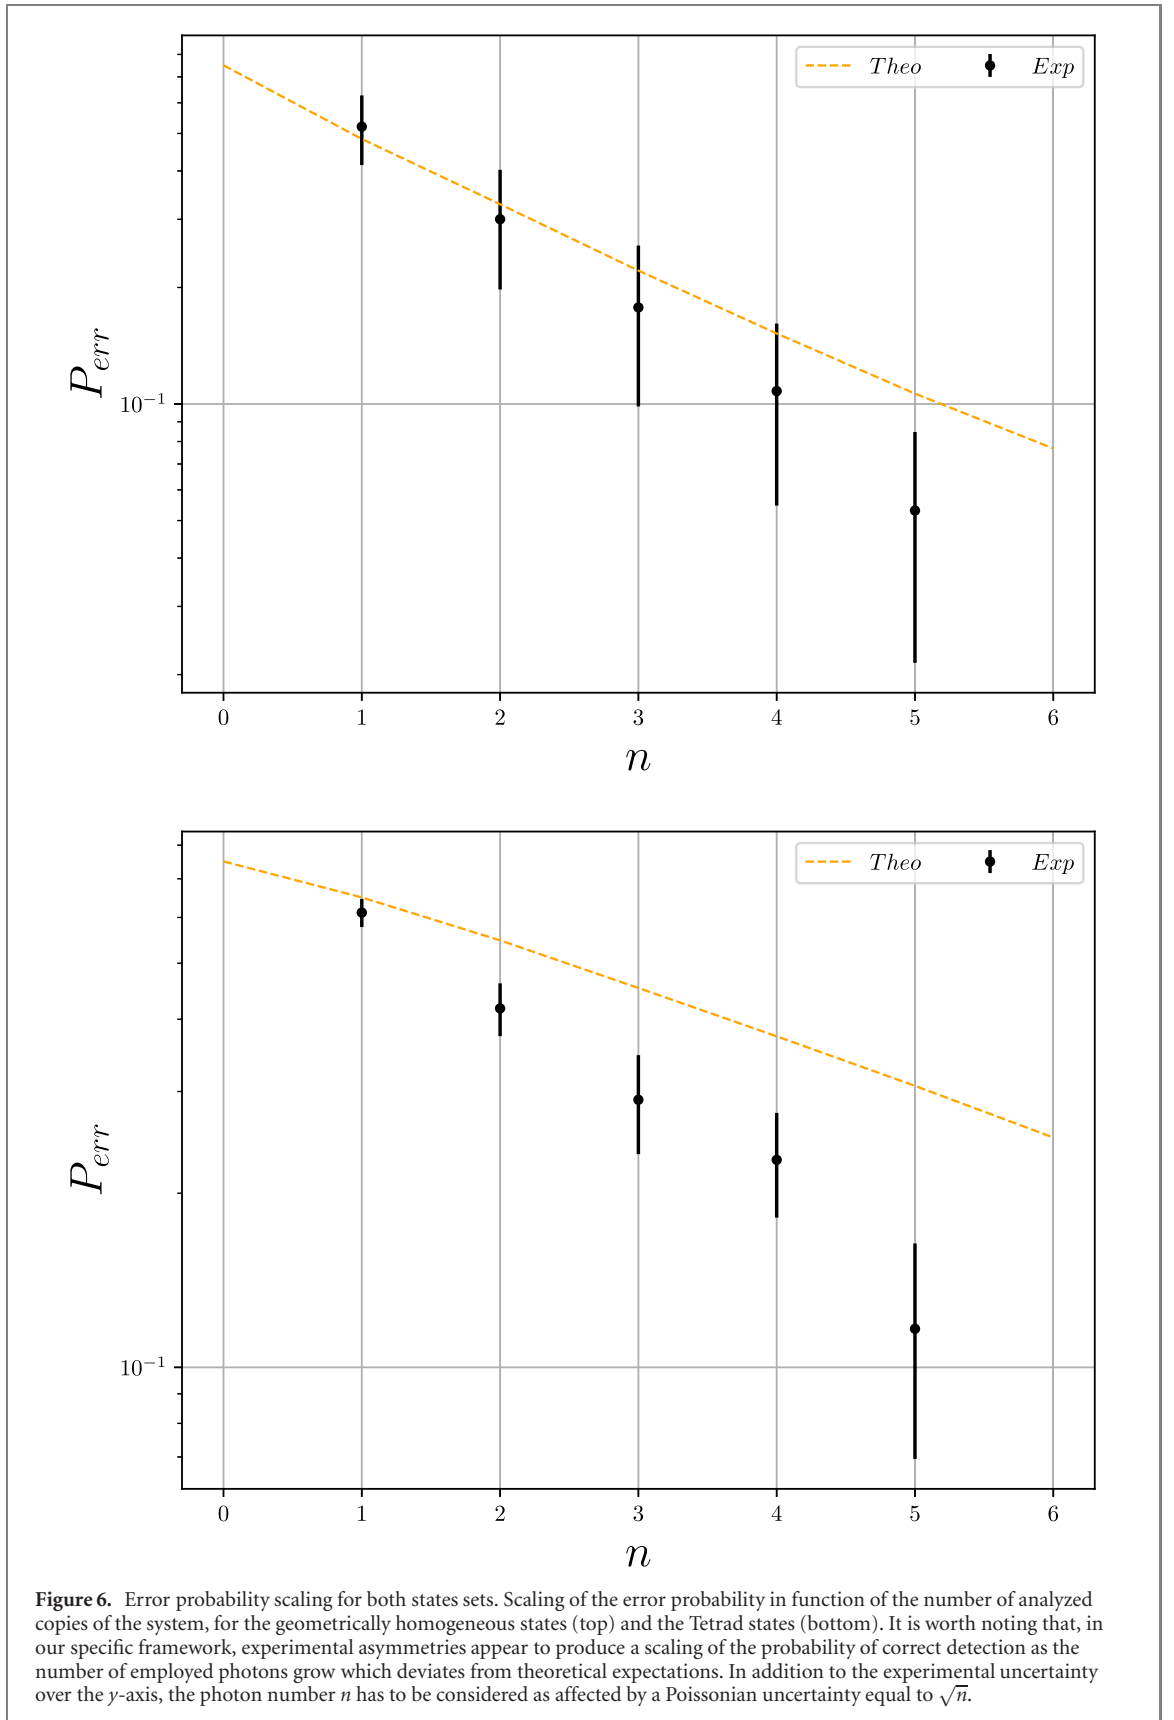 Theo Exp
P_err
10⁻¹
0 1 2 3 4 5 6
n
Theo Exp
P_err
10⁻¹
0 1 2 3 4 5 6
n
Figure 6. Error probability scaling for both states sets. Scaling of the error probability in function of the number of analyzed
copies of the system, for the geometrically homogeneous states (top) and the Tetrad states (bottom). It is worth noting that, in
our specific framework, experimental asymmetries appear to produce a scaling of the probability of correct detection as the
number of employed photons grow which deviates from theoretical expectations. In addition to the experimental uncertainty
over the y-axis, the photon number n has to be considered as affected by a Poissonian uncertainty equal to √n.